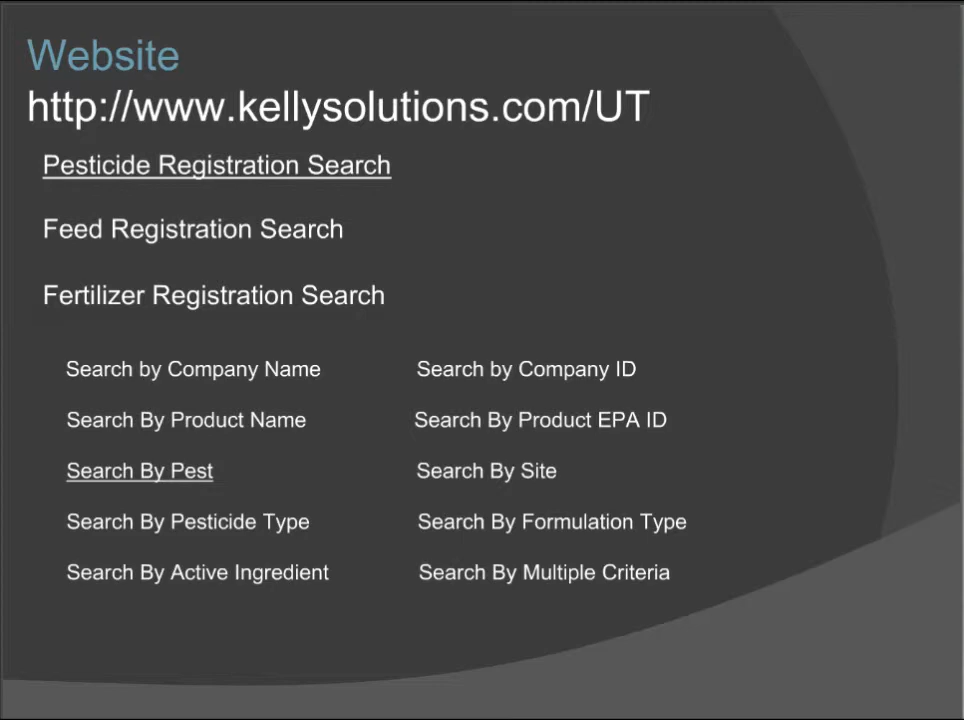 Website
http://www.kellysolutions.com/UT
Pesticide Registration Search
Feed Registration Search
Fertilizer Registration Search
Search by Company Name Search by Company ID
Search By Product Name Search By Product EPA ID
Search By Pest Search By Site
Search By Pesticide Type Search By Formulation Type
Search By Active Ingredient Search By Multiple Criteria